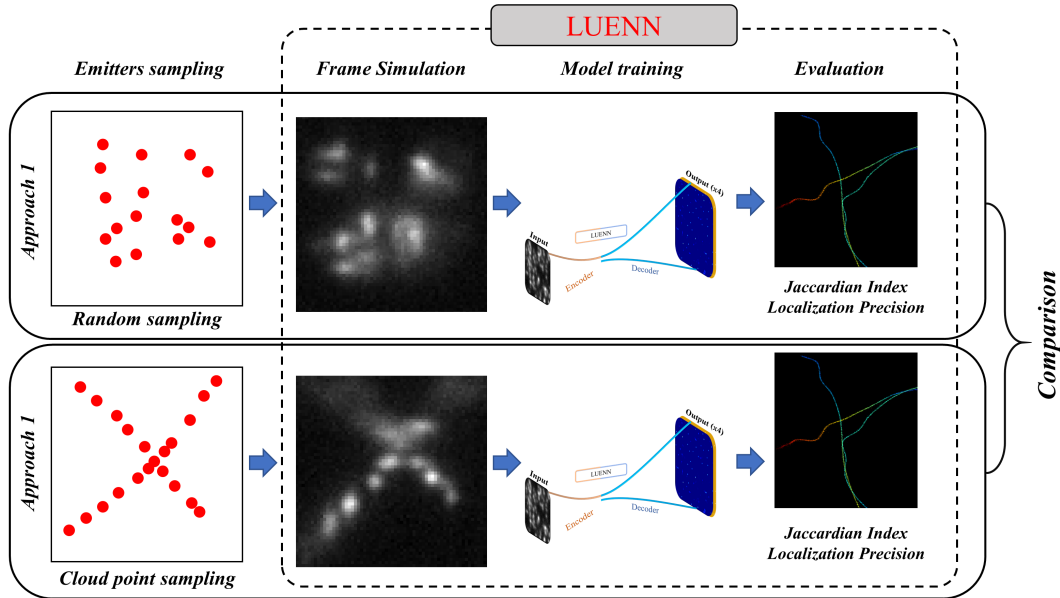 LUENN
Emitters sampling
Frame Simulation
Model training
Evaluation
Approach 1
Random sampling
Input
LUENN
Encoder
Decoder
Output (x4)
Jaccardian Index
Localization Precision
Approach 1
Cloud point sampling
Input
LUENN
Encoder
Decoder
Output (x4)
Jaccardian Index
Localization Precision
Comparison